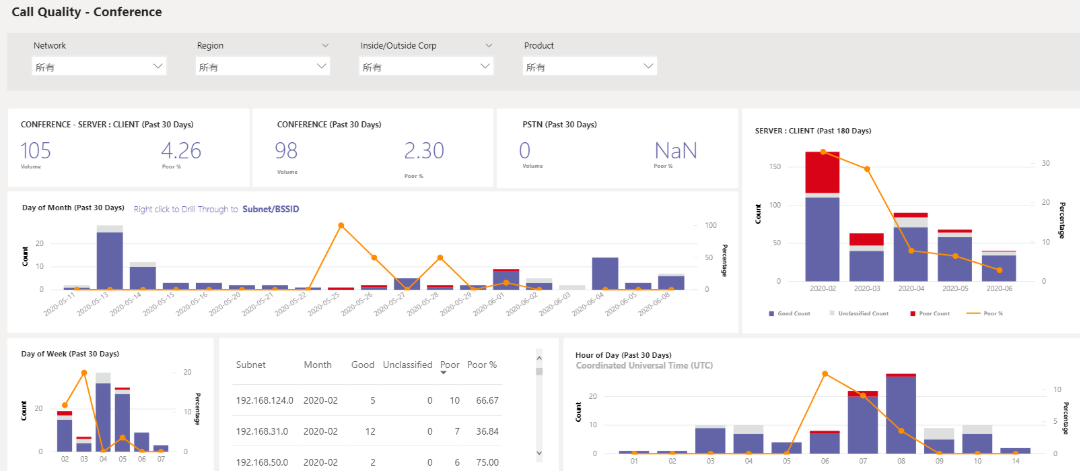 Call Quality - Conference
Network
Region
Inside/Outside Corp
Product
所有
所有
所有
所有
CONFERENCE - SERVER : CLIENT (Past 30 Days)
105
Volume
4.26
Poor %
CONFERENCE (Past 30 Days)
98
Volume
2.30
Poor %
PSTN (Past 30 Days)
0
Volume
NaN
Poor %
SERVER : CLIENT (Past 180 Days)
Count
150
100
50
0
30
20
10
0
Percentage
2020-02 2020-03 2020-04 2020-05 2020-06
Good Count Unclassified Count Poor Count Poor %
Day of Month (Past 30 Days) Right click to Drill Through to Subnet/BSSID
Count
20
10
0
100
50
0
Percentage
2020-05-11 2020-05-13 2020-05-14 2020-05-15 2020-05-16 2020-05-20 2020-05-21 2020-05-22 2020-05-25 2020-05-26 2020-05-27 2020-05-28 2020-05-29 2020-06-01 2020-06-02 2020-06-03 2020-06-04 2020-06-05 2020-06-08
Day of Week (Past 30 Days)
Count
20
0
20
10
0
Percentage
02 03 04 05 06 07
Subnet Month Good Unclassified Poor Poor %
192.168.124.0 2020-02 5 0 10 66.67
192.168.31.0 2020-02 12 0 7 36.84
192.168.50.0 2020-02 2 0 6 75.00
Hour of Day (Past 30 Days)
Coordinated Universal Time (UTC)
Count
20
10
0
10
5
0
Percentage
01 02 03 05 06 07 08 09 10 14